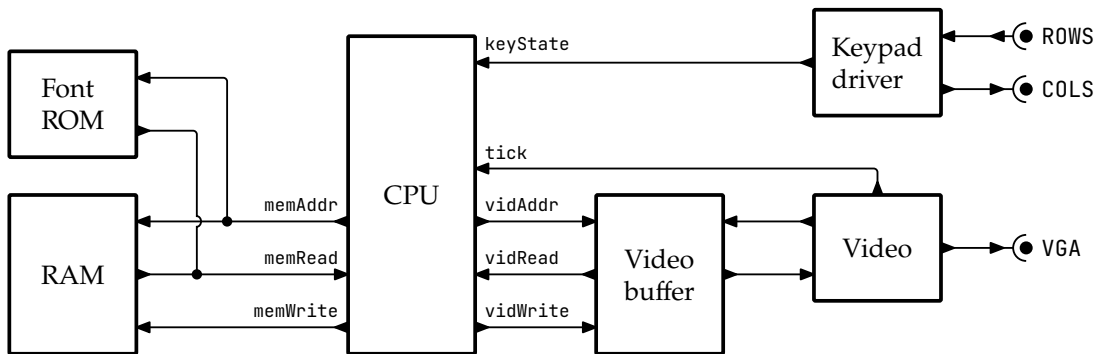 Font
ROM
RAM
memAddr
memRead
memWrite
CPU
keyState
tick
vidAddr
vidRead
vidWrite
Video
buffer
Keypad
driver
Video
ROWS
COLS
VGA